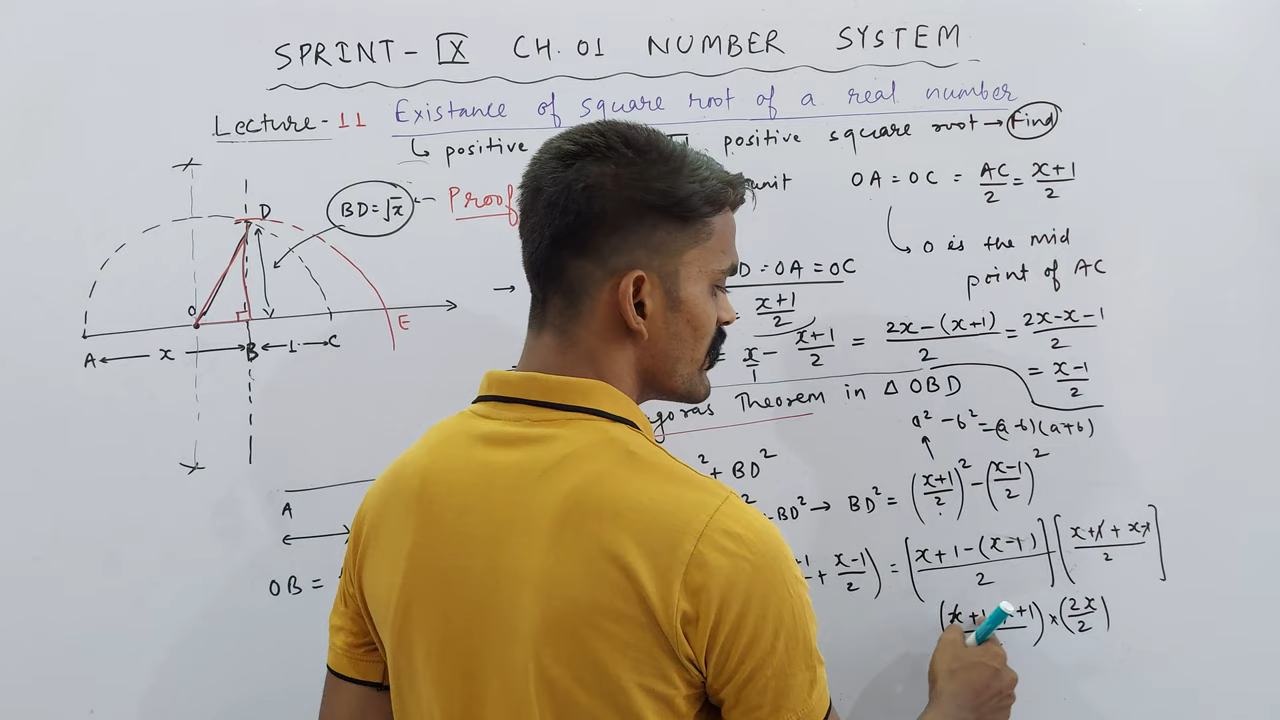 SPRINT-IX CH.01 NUMBER SYSTEM
Lecture-11 Existance of square root of a real number
↳ positive positive square root → Find
BD=√x ← Proof unit OA = OC = AC/2 = x+1/2
↳ O is the mid
point of AC
D
O
A
x
B
1
C
E
→ D = OA = OC
x+1/2
= x/1 - x+1/2 = 2x-(x+1)/2 = 2x-x-1/2
= x-1/2
goras Theorem in Δ OBD
a² - b² = (a-b)(a+b)
² + BD²
BD² → BD² = (x+1/2)² - (x-1/2)²
+ x-1/2) = [x+1-(x-1)/2] [x+1+x-1/2]
(x+1 +1) × (2x/2)
A
OB =